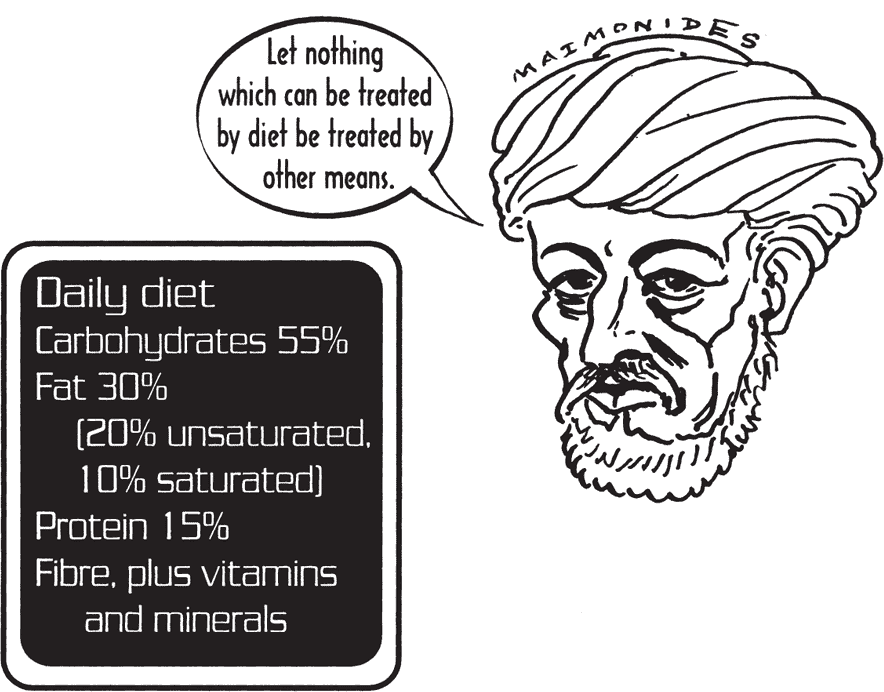 MAIMONIDES
Let nothing
which can be treated
by diet be treated by
other means.
Daily diet
Carbohydrates 55%
Fat 30%
(20% unsaturated,
10% saturated)
Protein 15%
Fibre, plus vitamins
and minerals